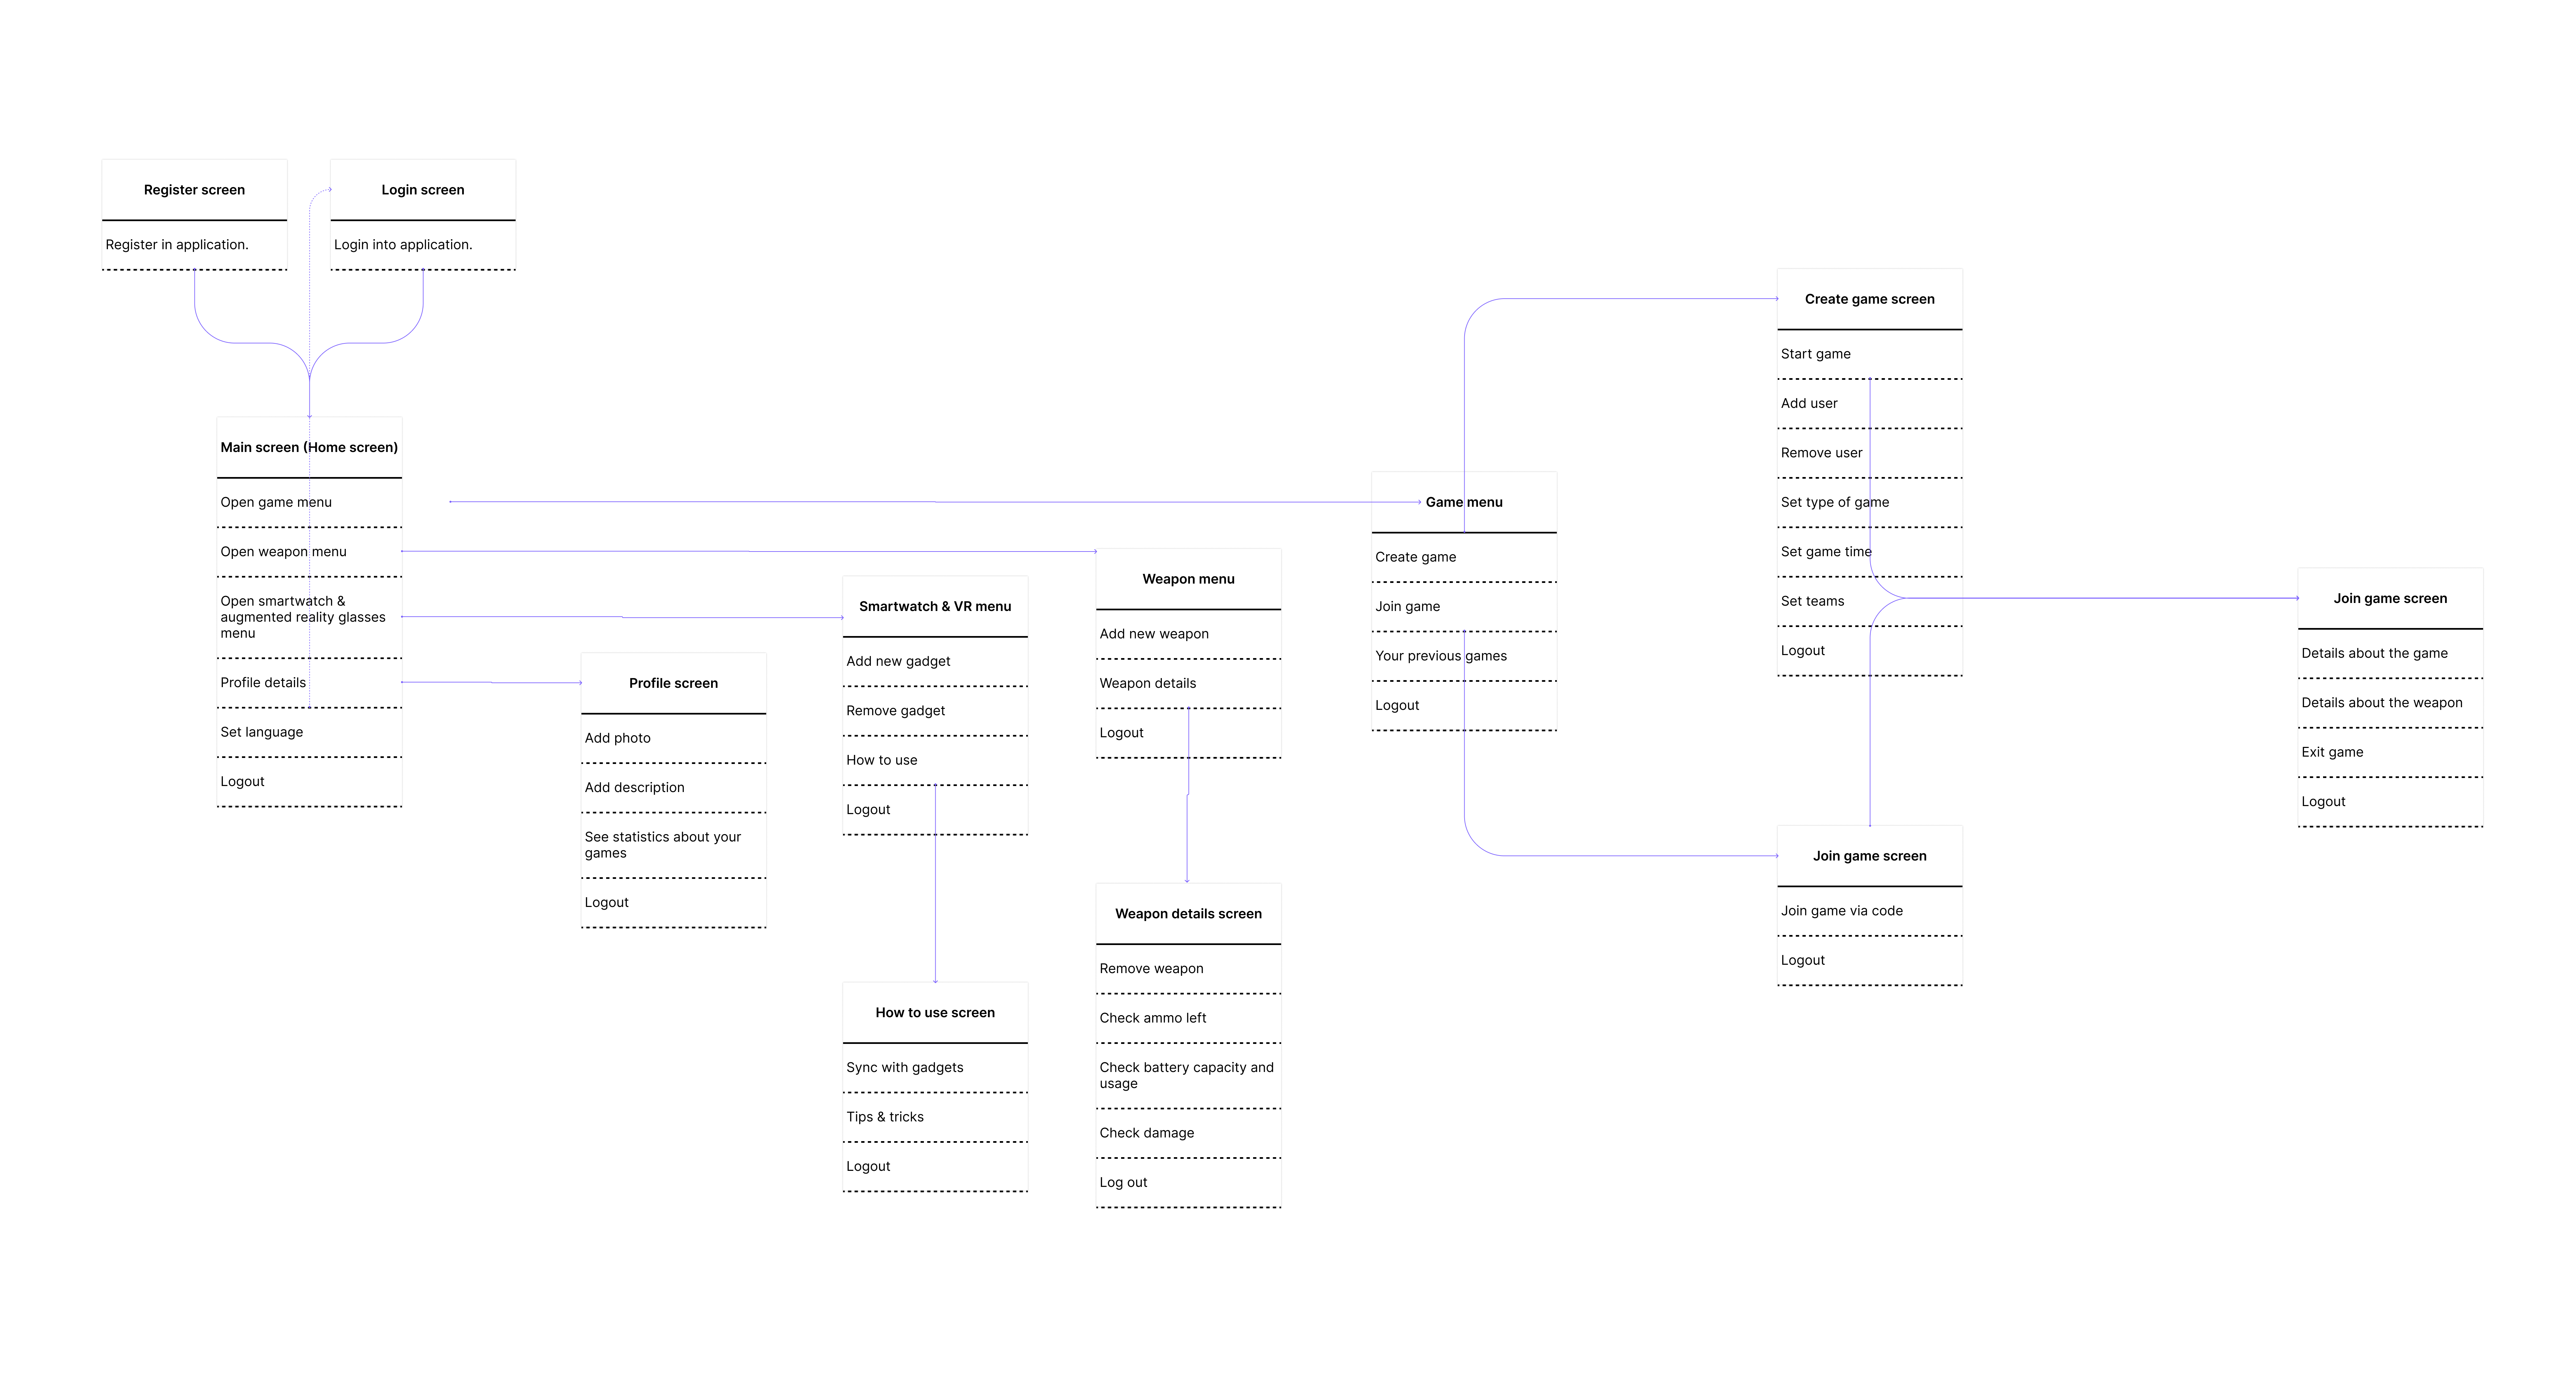 Register screen
Register in application.
Login screen
Login into application.
Main screen (Home screen)
Open game menu
Open weapon menu
Open smartwatch &
augmented reality glasses
menu
Profile details
Set language
Logout
Profile screen
Add photo
Add description
See statistics about your
games
Logout
Smartwatch & VR menu
Add new gadget
Remove gadget
How to use
Logout
How to use screen
Sync with gadgets
Tips & tricks
Logout
Weapon menu
Add new weapon
Weapon details
Logout
Weapon details screen
Remove weapon
Check ammo left
Check battery capacity and
usage
Check damage
Log out
Game menu
Create game
Join game
Your previous games
Logout
Create game screen
Start game
Add user
Remove user
Set type of game
Set game time
Set teams
Logout
Join game screen
Join game via code
Logout
Join game screen
Details about the game
Details about the weapon
Exit game
Logout